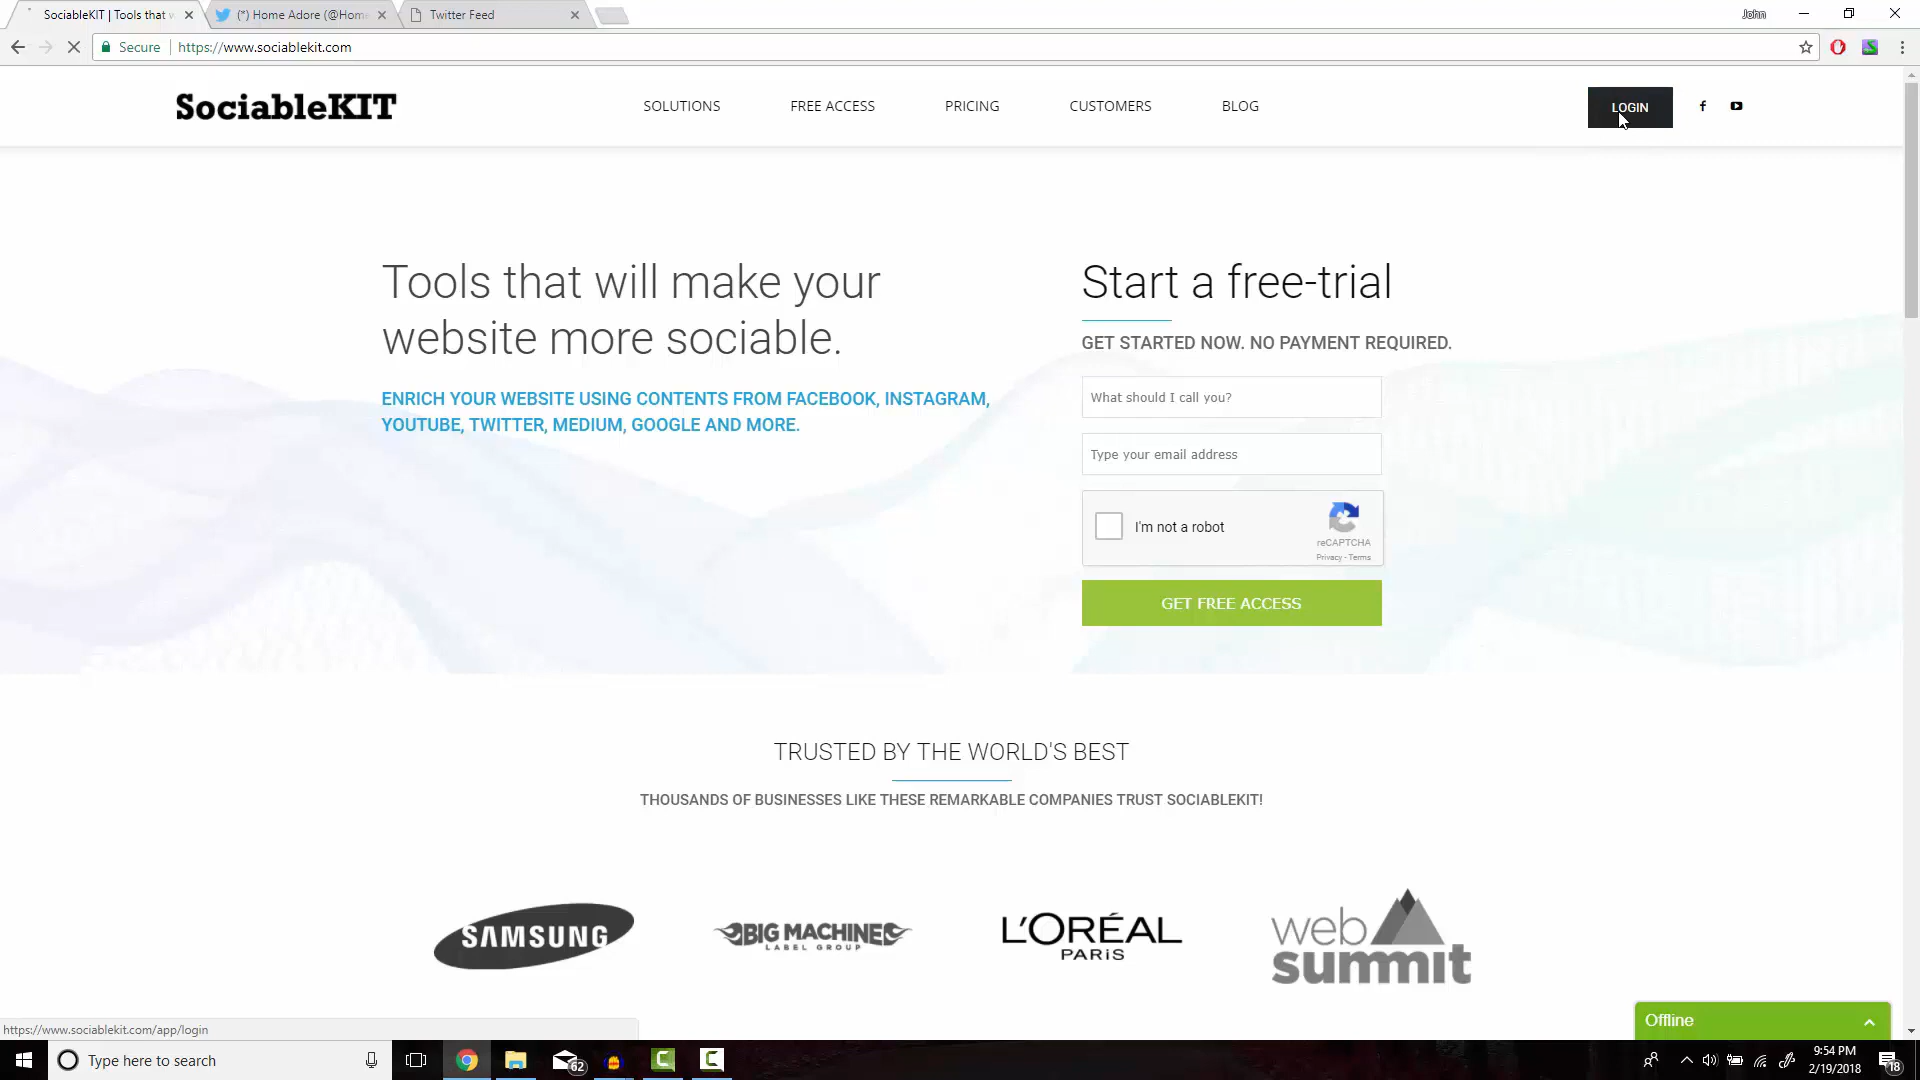 SociableKIT | Tools that w
(*) Home Adore (@Home
Twitter Feed
John
Secure
https://www.sociablekit.com
SociableKIT
SOLUTIONS
FREE ACCESS
PRICING
CUSTOMERS
BLOG
LOGIN
Tools that will make your
website more sociable.
ENRICH YOUR WEBSITE USING CONTENTS FROM FACEBOOK, INSTAGRAM,
YOUTUBE, TWITTER, MEDIUM, GOOGLE AND MORE.
Start a free-trial
GET STARTED NOW. NO PAYMENT REQUIRED.
What should I call you?
Type your email address
I'm not a robot
reCAPTCHA
Privacy - Terms
GET FREE ACCESS
TRUSTED BY THE WORLD'S BEST
THOUSANDS OF BUSINESSES LIKE THESE REMARKABLE COMPANIES TRUST SOCIABLEKIT!
SAMSUNG
BIG MACHINE
LABEL GROUP
L'ORÉAL
PARiS
web
summit
Offline
https://www.sociablekit.com/app/login
Type here to search
62
9:54 PM
2/19/2018
18